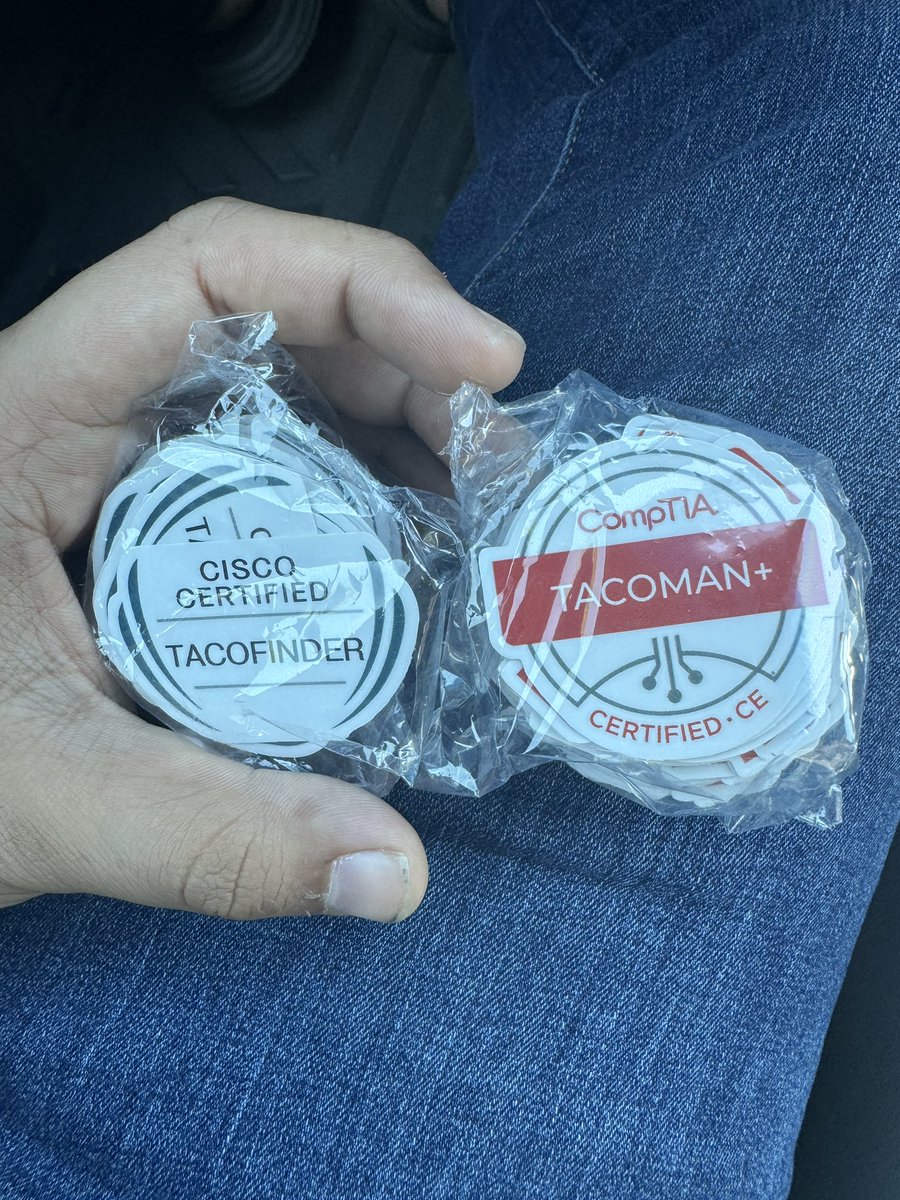 CISCO
CERTIFIED
TACOFINDER
CompTIA
TACOMAN+
CERTIFIED · CE